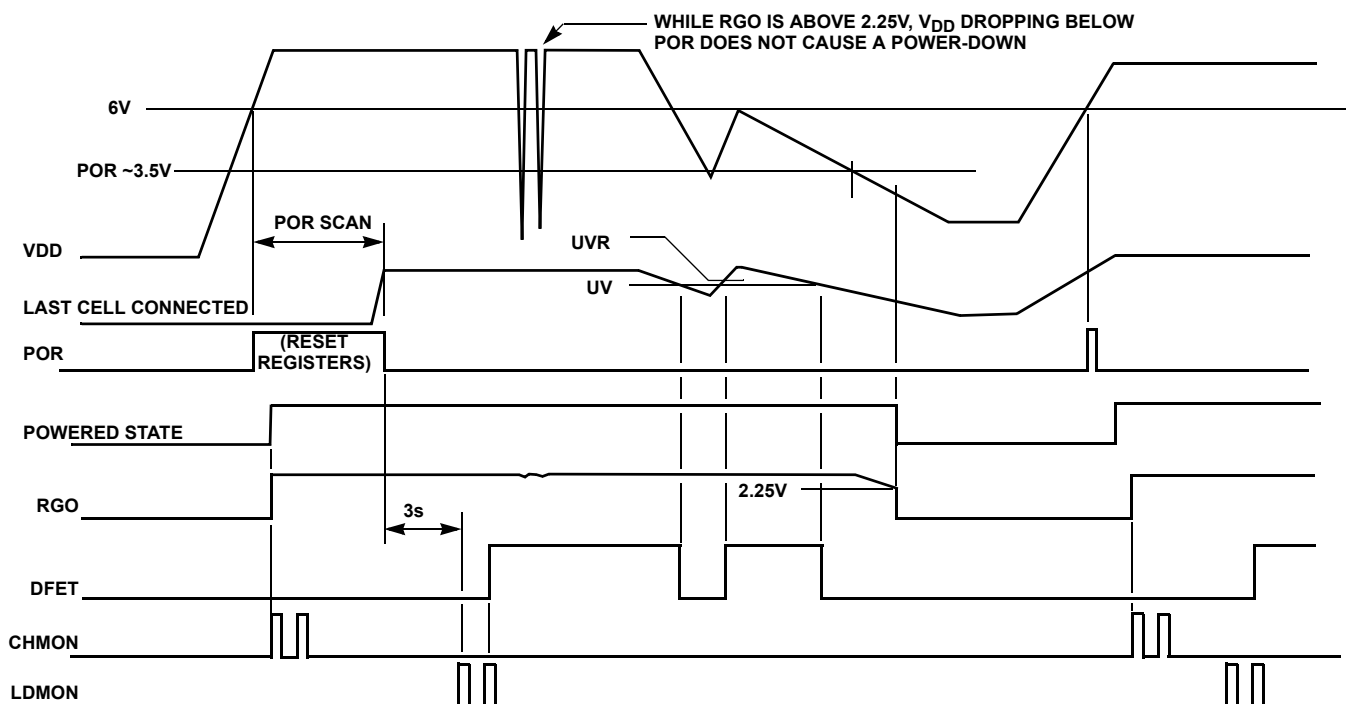 WHILE RGO IS ABOVE 2.25V, VDD DROPPING BELOW
POR DOES NOT CAUSE A POWER-DOWN
6V
POR ~3.5V
POR SCAN
VDD
UVR
UV
LAST CELL CONNECTED
(RESET
REGISTERS)
POR
POWERED STATE
2.25V
RGO
3s
DFET
CHMON
LDMON